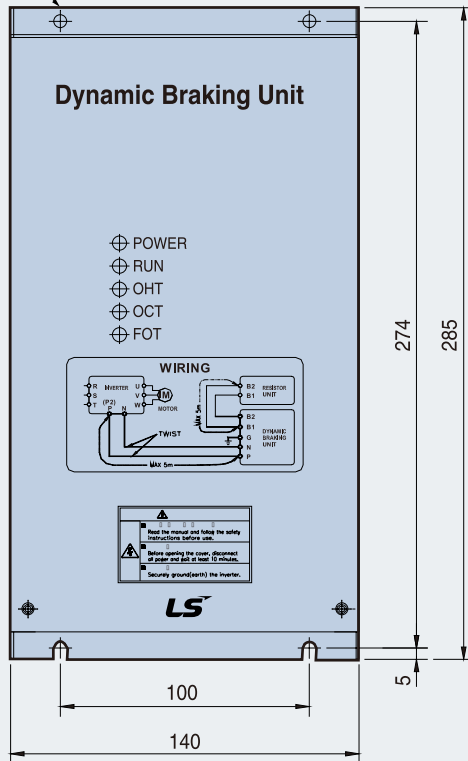 Dynamic Braking Unit
POWER
RUN
OHT
OCT
FOT
WIRING
R
S
T
INVERTER
(P2)
P
N
U
V
W
M
MOTOR
TWIST
MAX 5m
MAX 5m
B2
B1
RESISTOR
UNIT
B2
B1
G
N
P
DYNAMIC
BRAKING
UNIT
Read the manual and follow the safety
instructions before use.
Before opening the cover, disconnect
all power and wait at least 10 minutes.
Securely ground(earth) the inverter.
LS
274
285
5
100
140